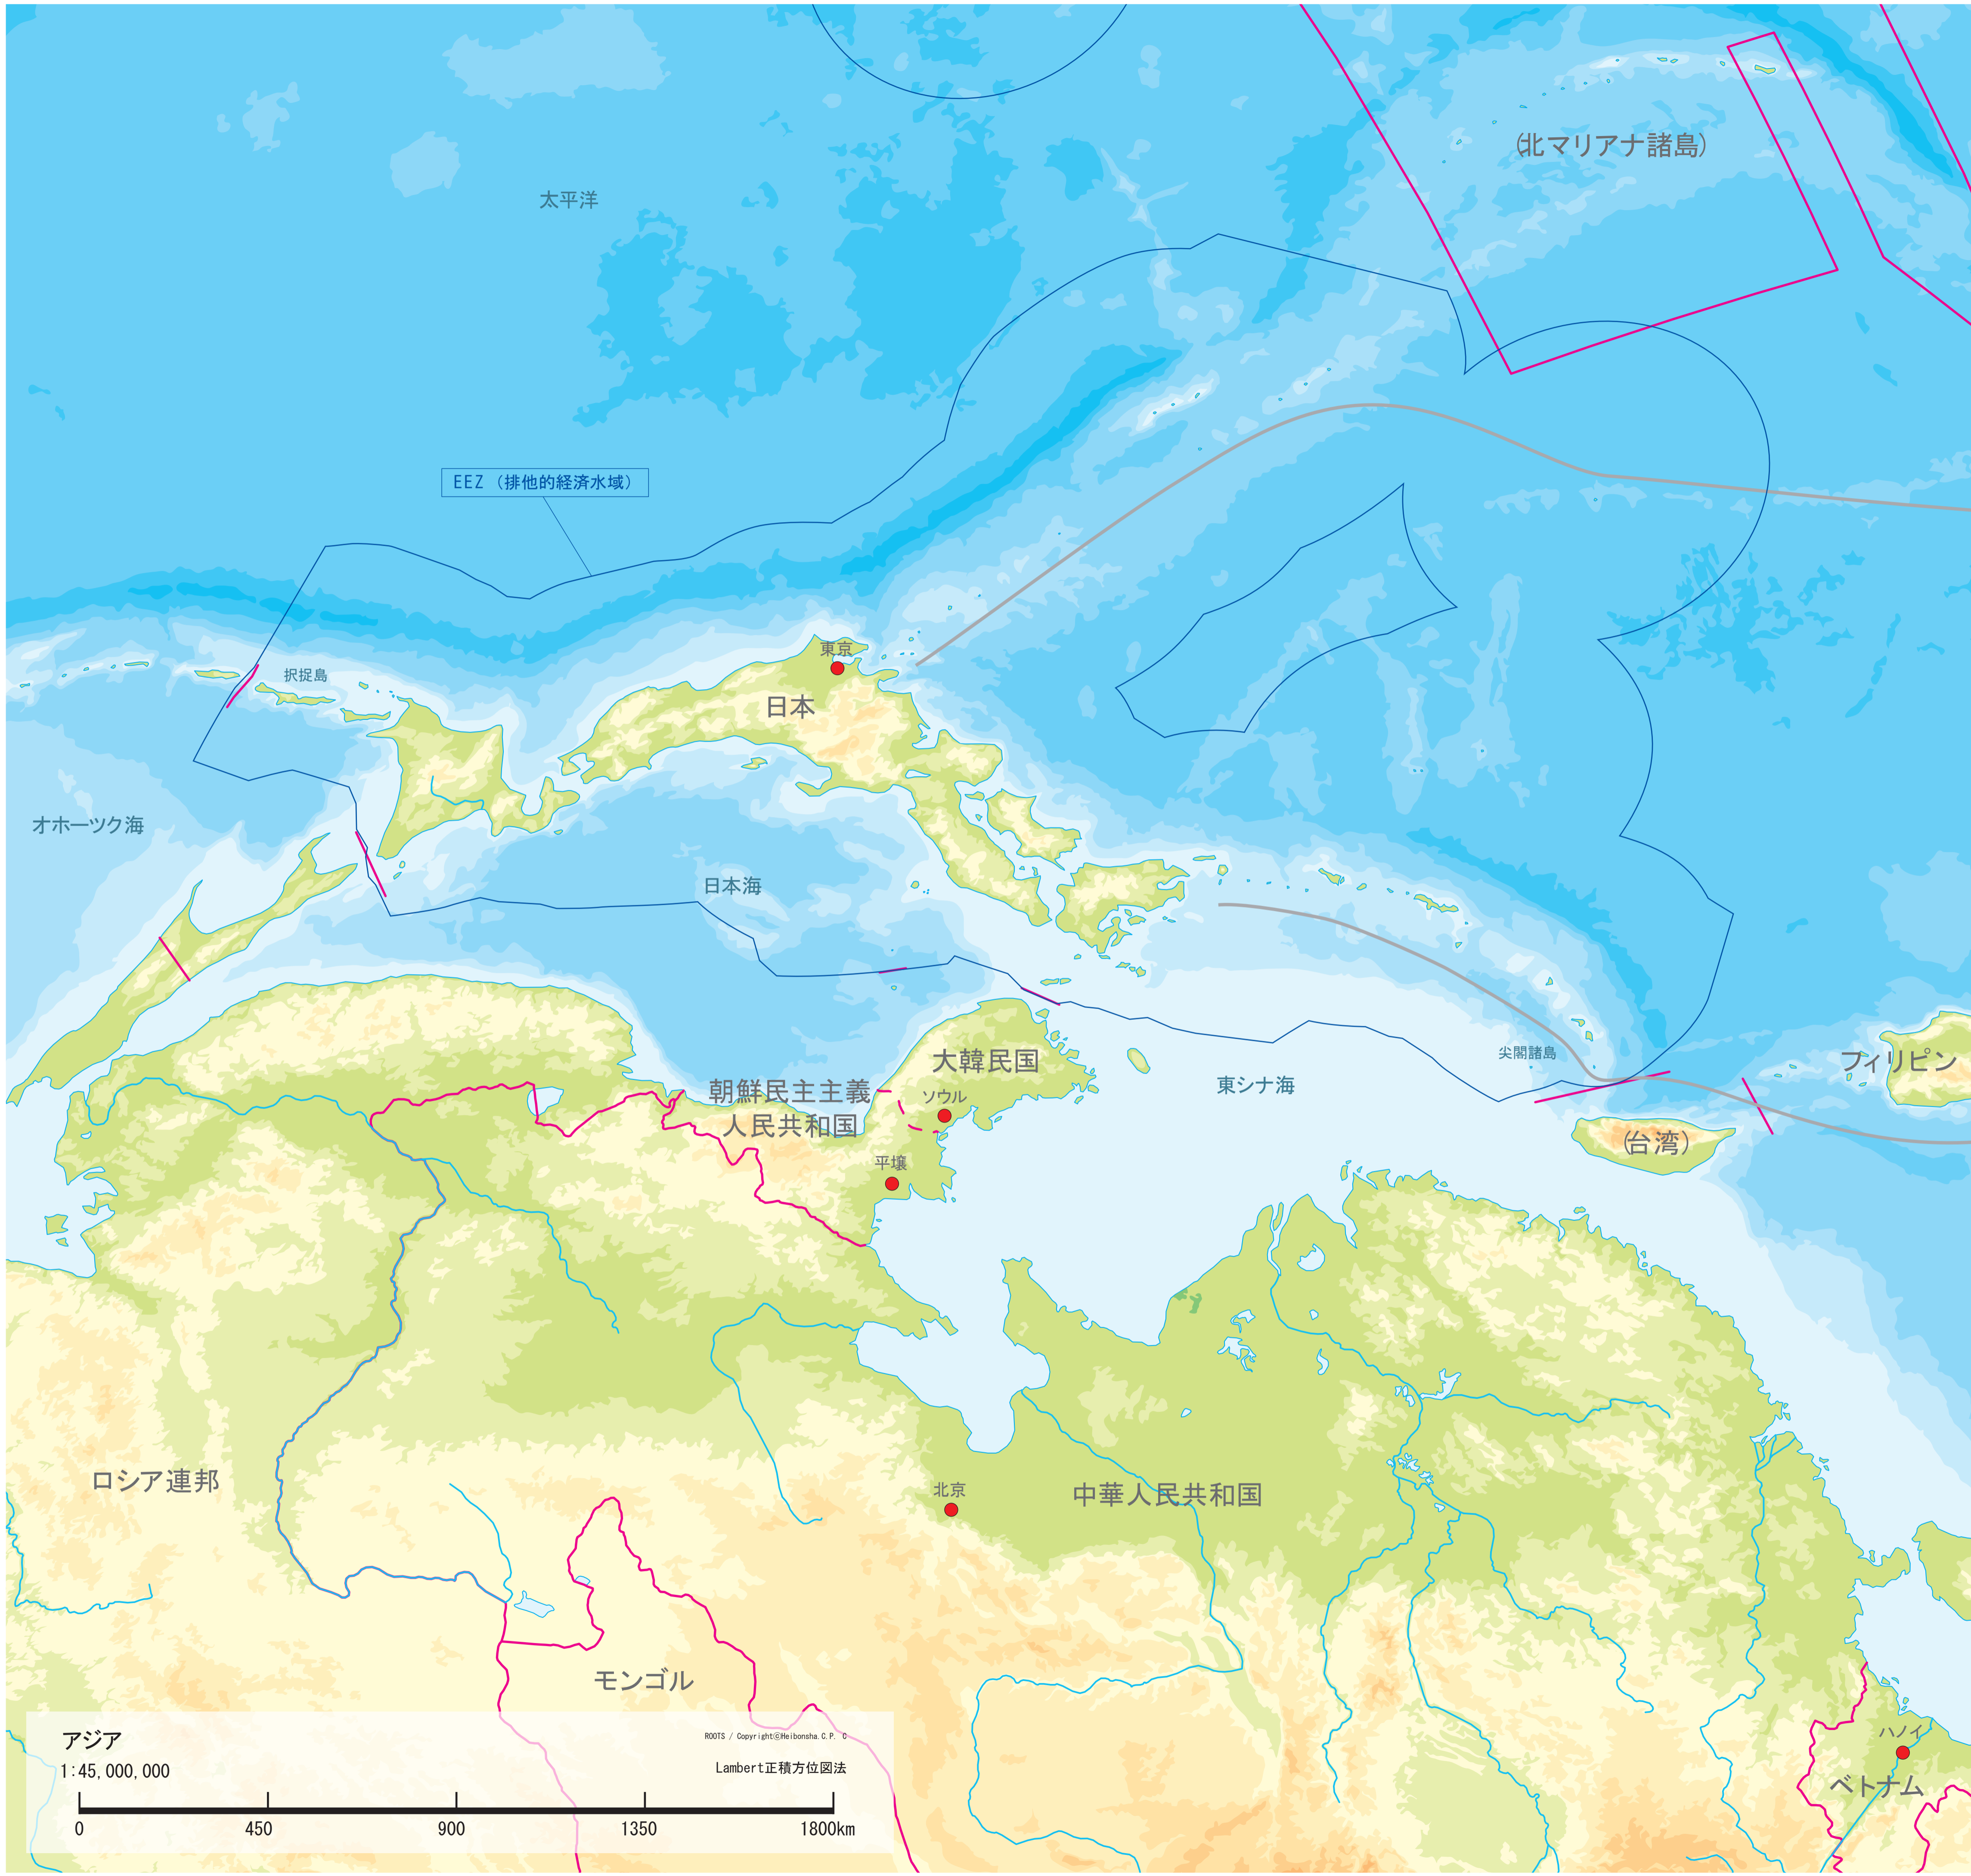 (北マリアナ諸島)
太平洋
EEZ (排他的経済水域)
東京
択捉島
日本
オホーツク海
日本海
尖閣諸島
大韓民国
フィリピン
東シナ海
朝鮮民主主義
人民共和国
ソウル
(台湾)
平壌
ロシア連邦
北京
中華人民共和国
モンゴル
ハノイ
ベトナム
アジア
ROOTS / Copyright©Heibonsha.C.P. C
1:45,000,000
Lambert正積方位図法
0 450 900 1350 1800km